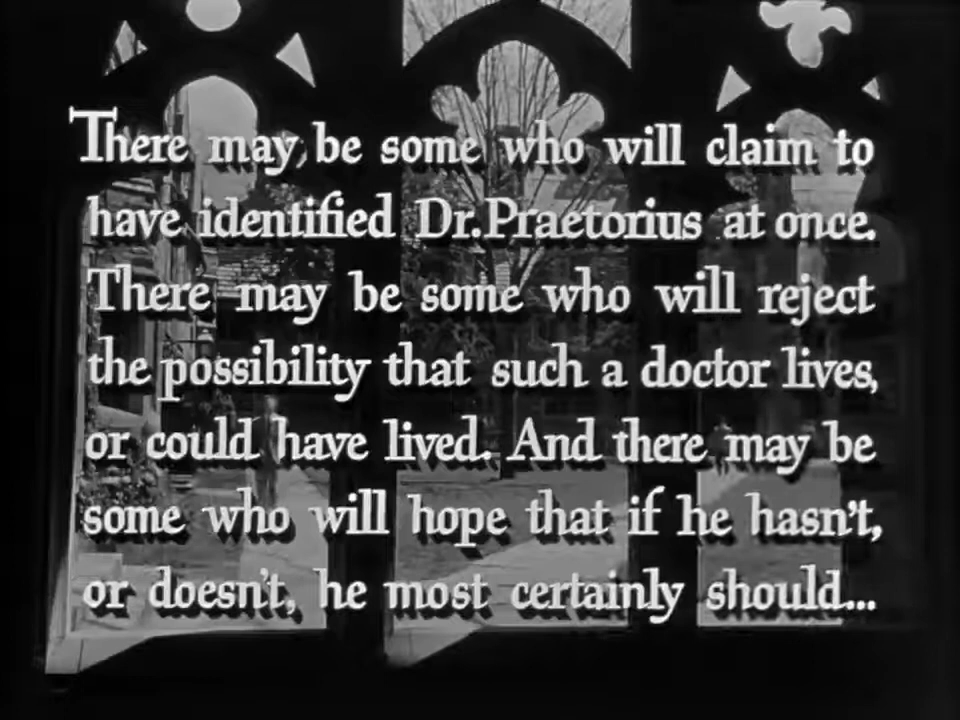 There may be some who will claim to
have identified Dr. Praetorius at once.
There may be some who will reject
the possibility that such a doctor lives,
or could have lived. And there may be
some who will hope that if he hasn't,
or doesn't, he most certainly should...